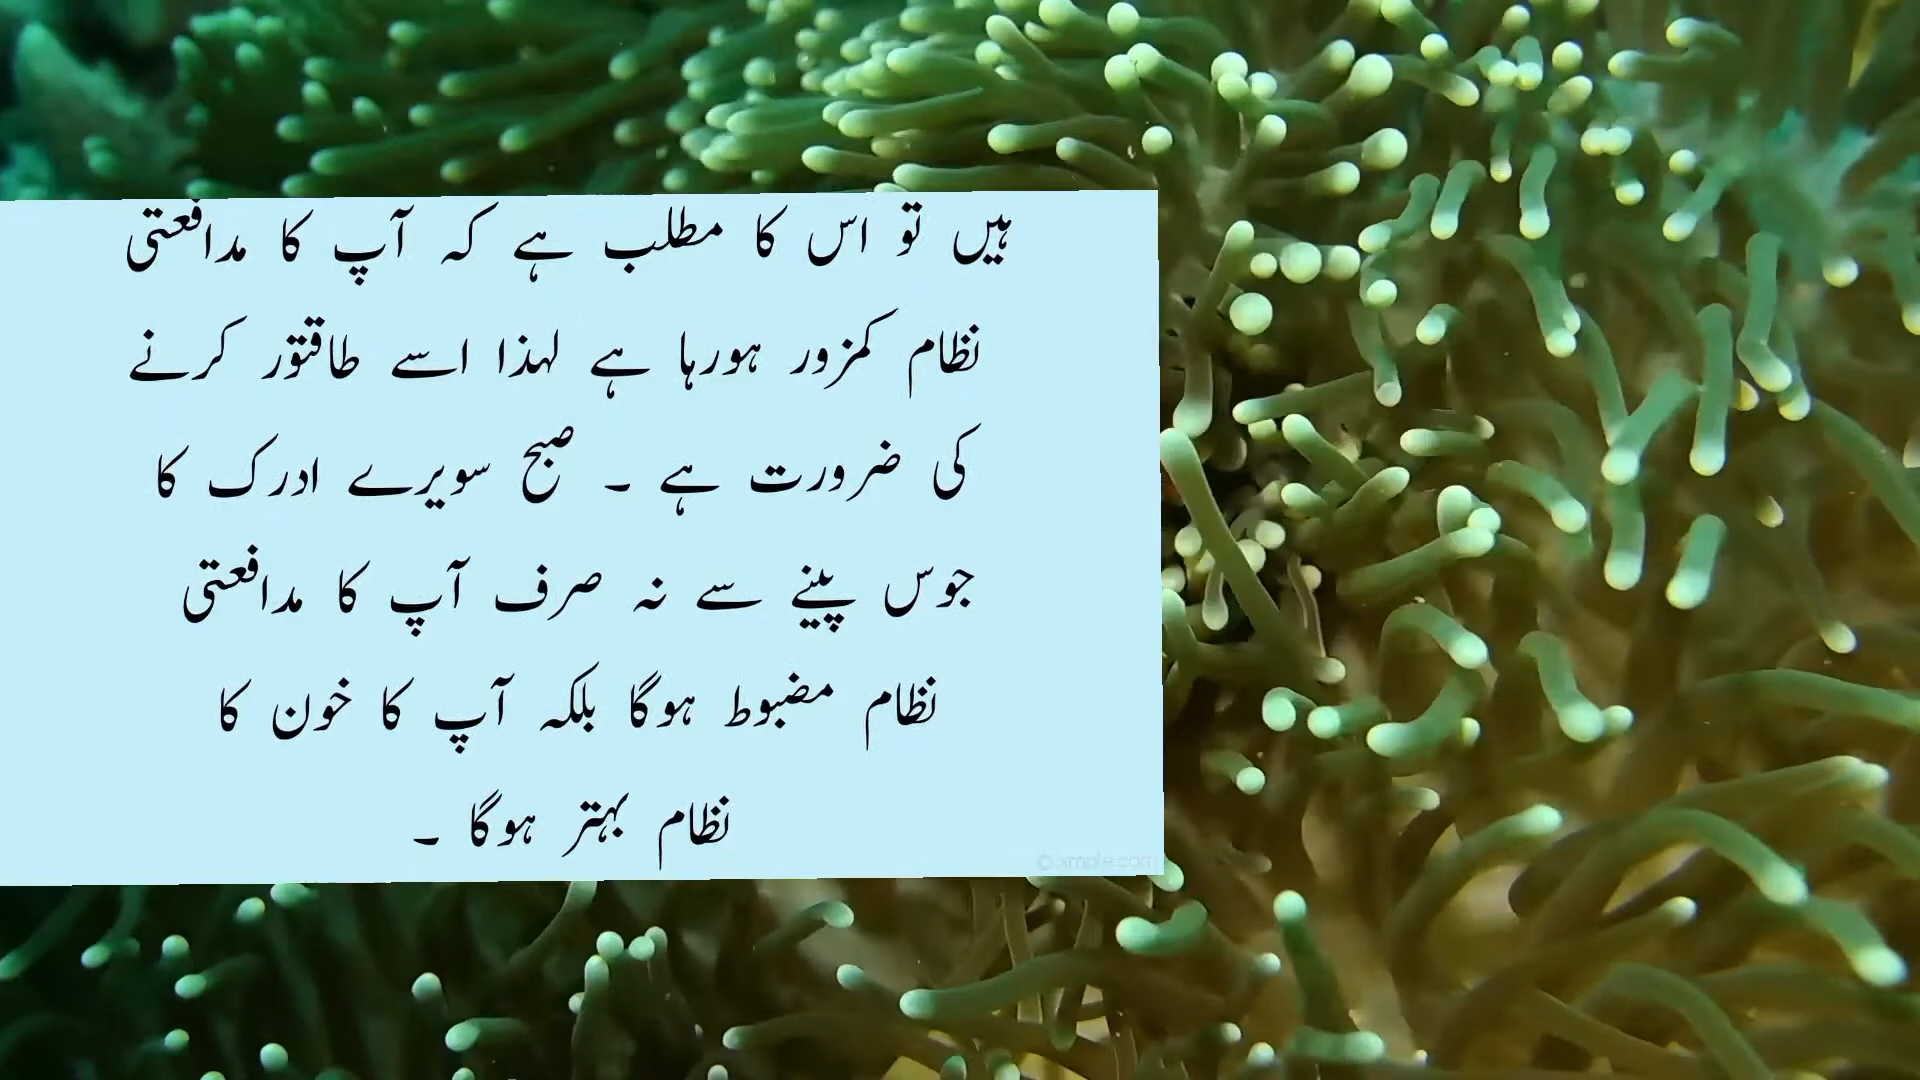 ہیں تو اس کا مطلب ہے کہ آپ کا مدافعتی
نظام کمزور ہورہا ہے لہذا اسے طاقتور کرنے
کی ضرورت ہے ۔ صبح سویرے ادرک کا
جوس پینے سے نہ صرف آپ کا مدافعتی
نظام مضبوط ہوگا بلکہ آپ کا خون کا
نظام بہتر ہوگا ۔